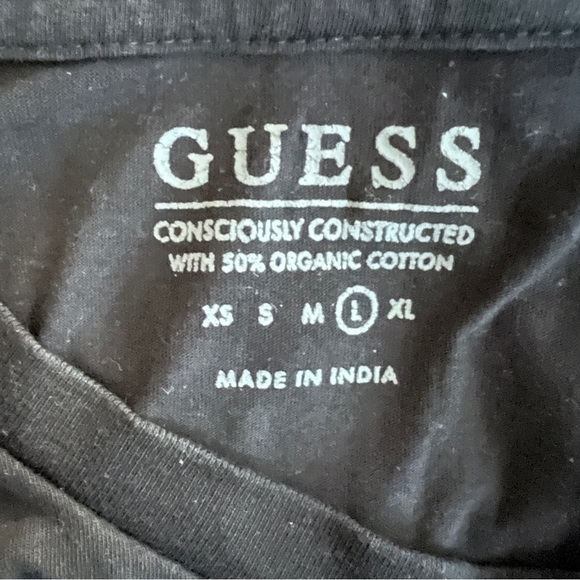 GUESS
CONSCIOUSLY CONSTRUCTED
WITH 50% ORGANIC COTTON
XS S M L XL
MADE IN INDIA